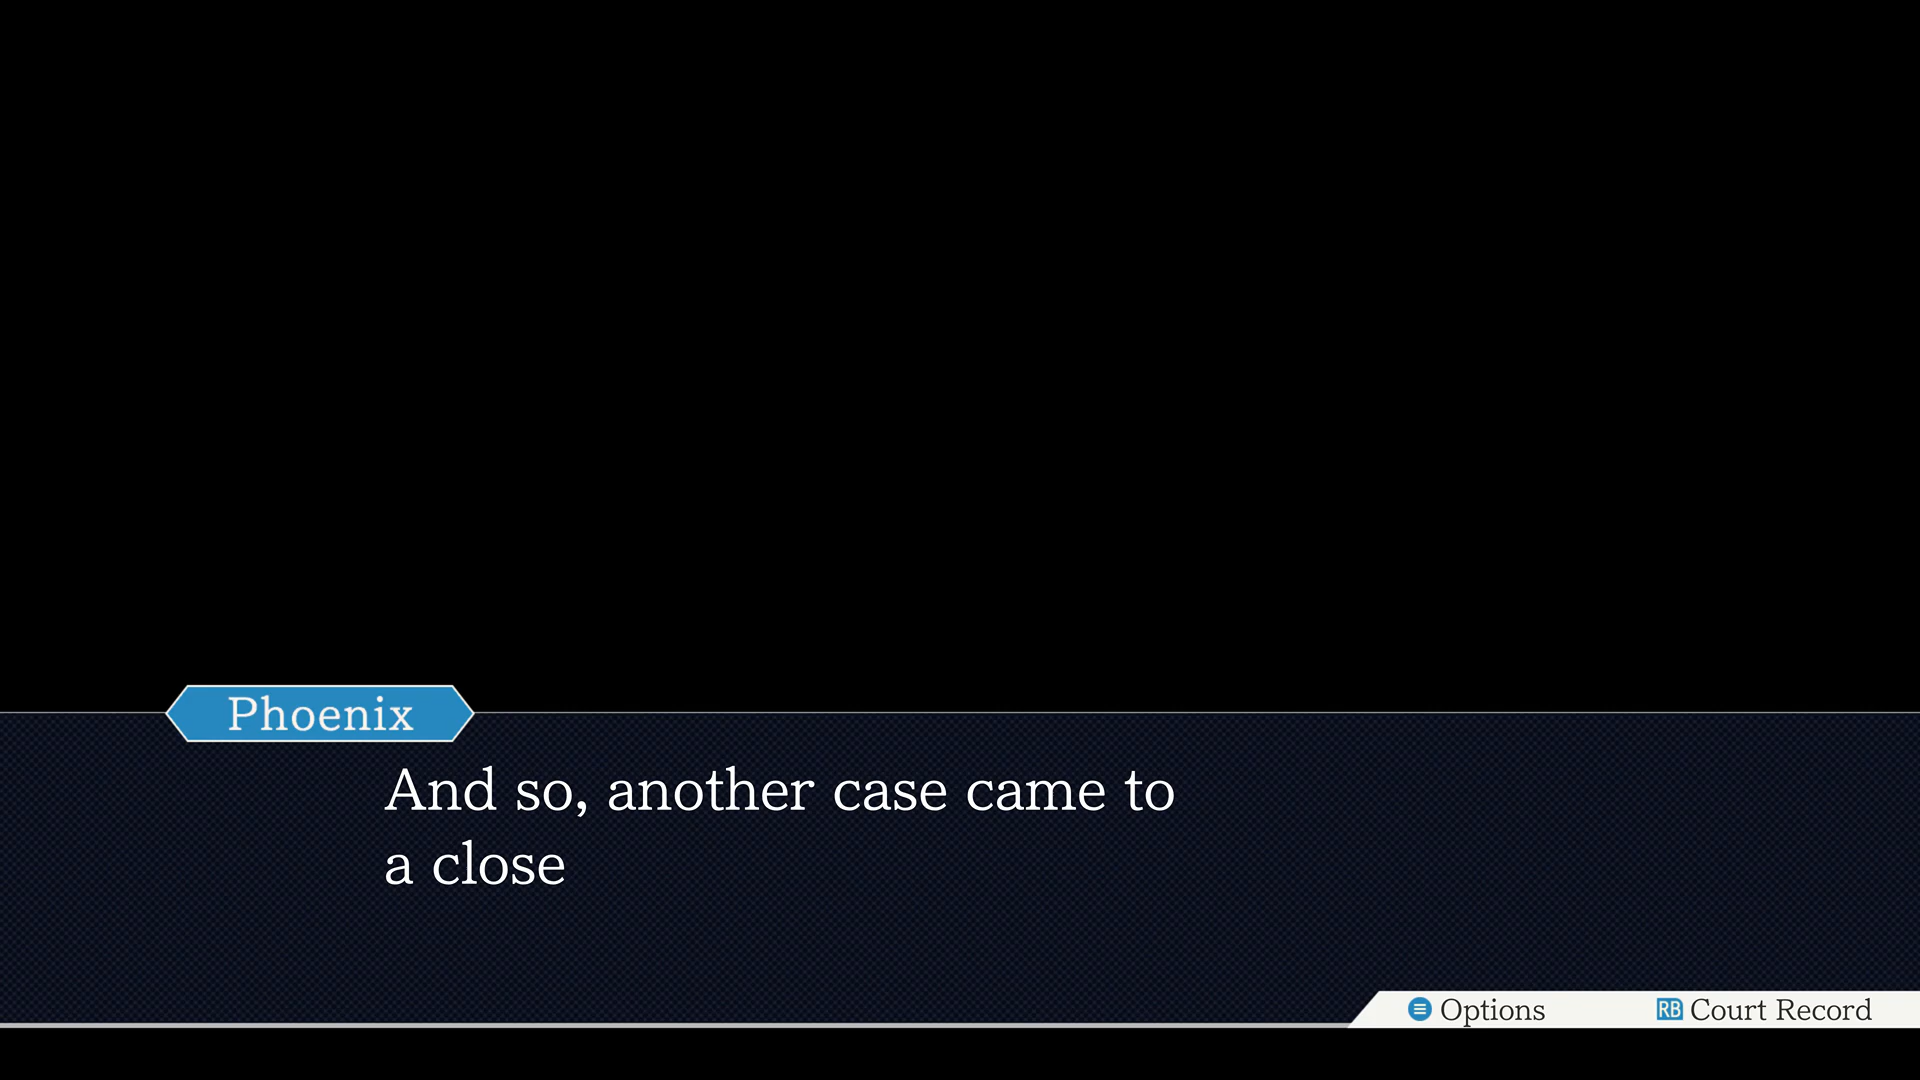 Phoenix
And so, another case came to
a close
Options
RB Court Record